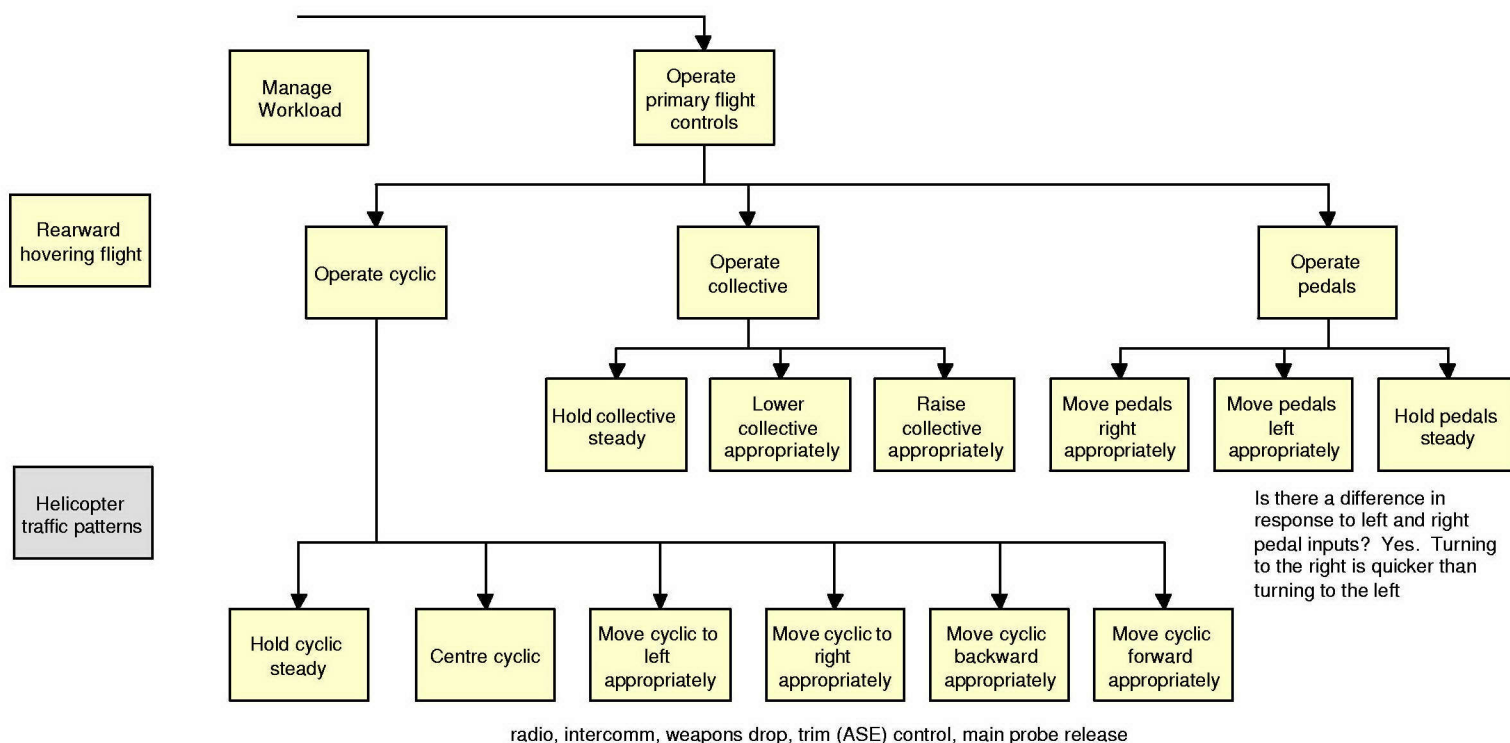 Manage
Workload
Operate
primary flight
controls
Rearward
hovering flight
Operate cyclic
Operate
collective
Operate
pedals
Hold collective
steady
Lower
collective
appropriately
Raise
collective
appropriately
Move pedals
right
appropriately
Move pedals
left
appropriately
Hold pedals
steady
Helicopter
traffic patterns
Is there a difference in
response to left and right
pedal inputs? Yes. Turning
to the right is quicker than
turning to the left
Hold cyclic
steady
Centre cyclic
Move cyclic to
left
appropriately
Move cyclic to
right
appropriately
Move cyclic
backward
appropriately
Move cyclic
forward
appropriately
radio, intercomm, weapons drop, trim (ASE) control, main probe release